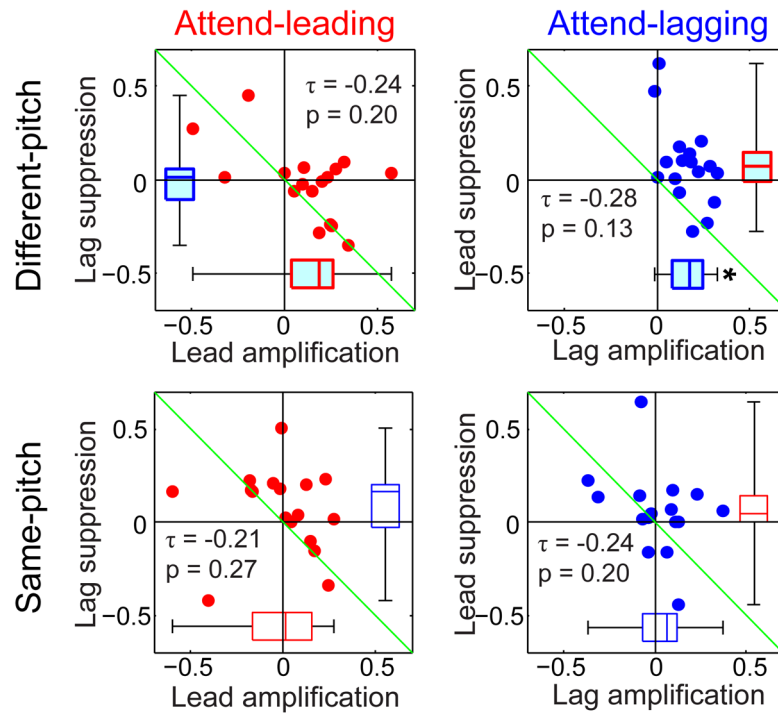 Attend-leading
Attend-lagging
Different-pitch
Lag suppression
0.5
0
−0.5
τ = -0.24
p = 0.20
−0.5
0
0.5
Lead amplification
Lead suppression
0.5
0
−0.5
τ = -0.28
p = 0.13
*
−0.5
0
0.5
Lag amplification
Same-pitch
Lag suppression
0.5
0
−0.5
τ = -0.21
p = 0.27
−0.5
0
0.5
Lead amplification
Lead suppression
0.5
0
−0.5
τ = -0.24
p = 0.20
−0.5
0
0.5
Lag amplification